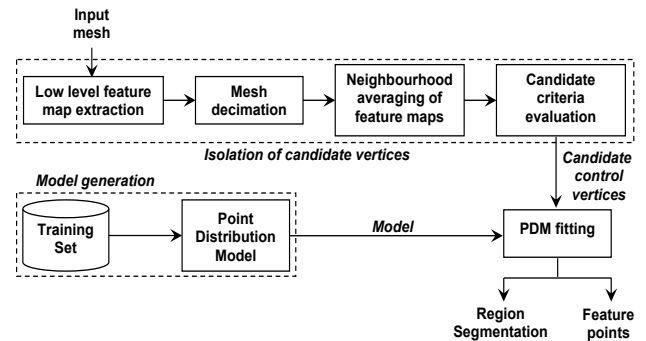 Input
mesh
Low level feature
map extraction
Mesh
decimation
Neighbourhood
averaging of
feature maps
Candidate
criteria
evaluation
Isolation of candidate vertices
Candidate
control
vertices
Model generation
Training
Set
Point
Distribution
Model
Model
PDM fitting
Region
Segmentation
Feature
points